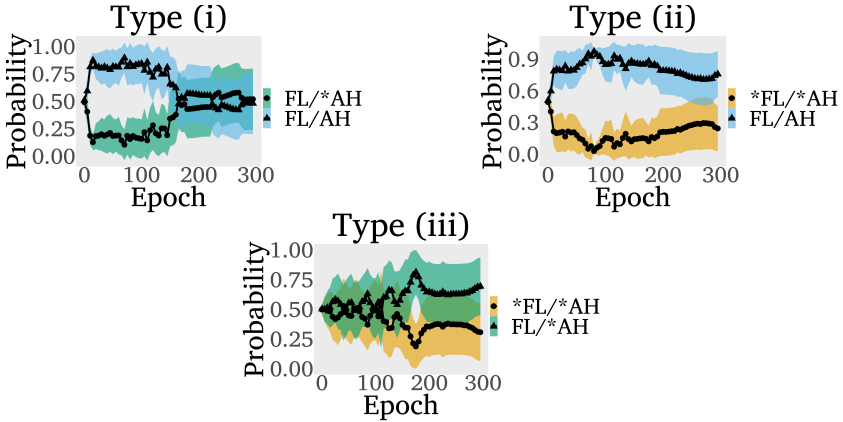 Type (i)
Probability
1.00
0.75
0.50
0.25
0.00
0 100 200 300
Epoch
FL/*AH
FL/AH
Type (ii)
Probability
0.9
0.6
0.3
0.0
0 100 200 300
Epoch
*FL/*AH
FL/AH
Type (iii)
Probability
1.00
0.75
0.50
0.25
0.00
0 100 200 300
Epoch
*FL/*AH
FL/*AH